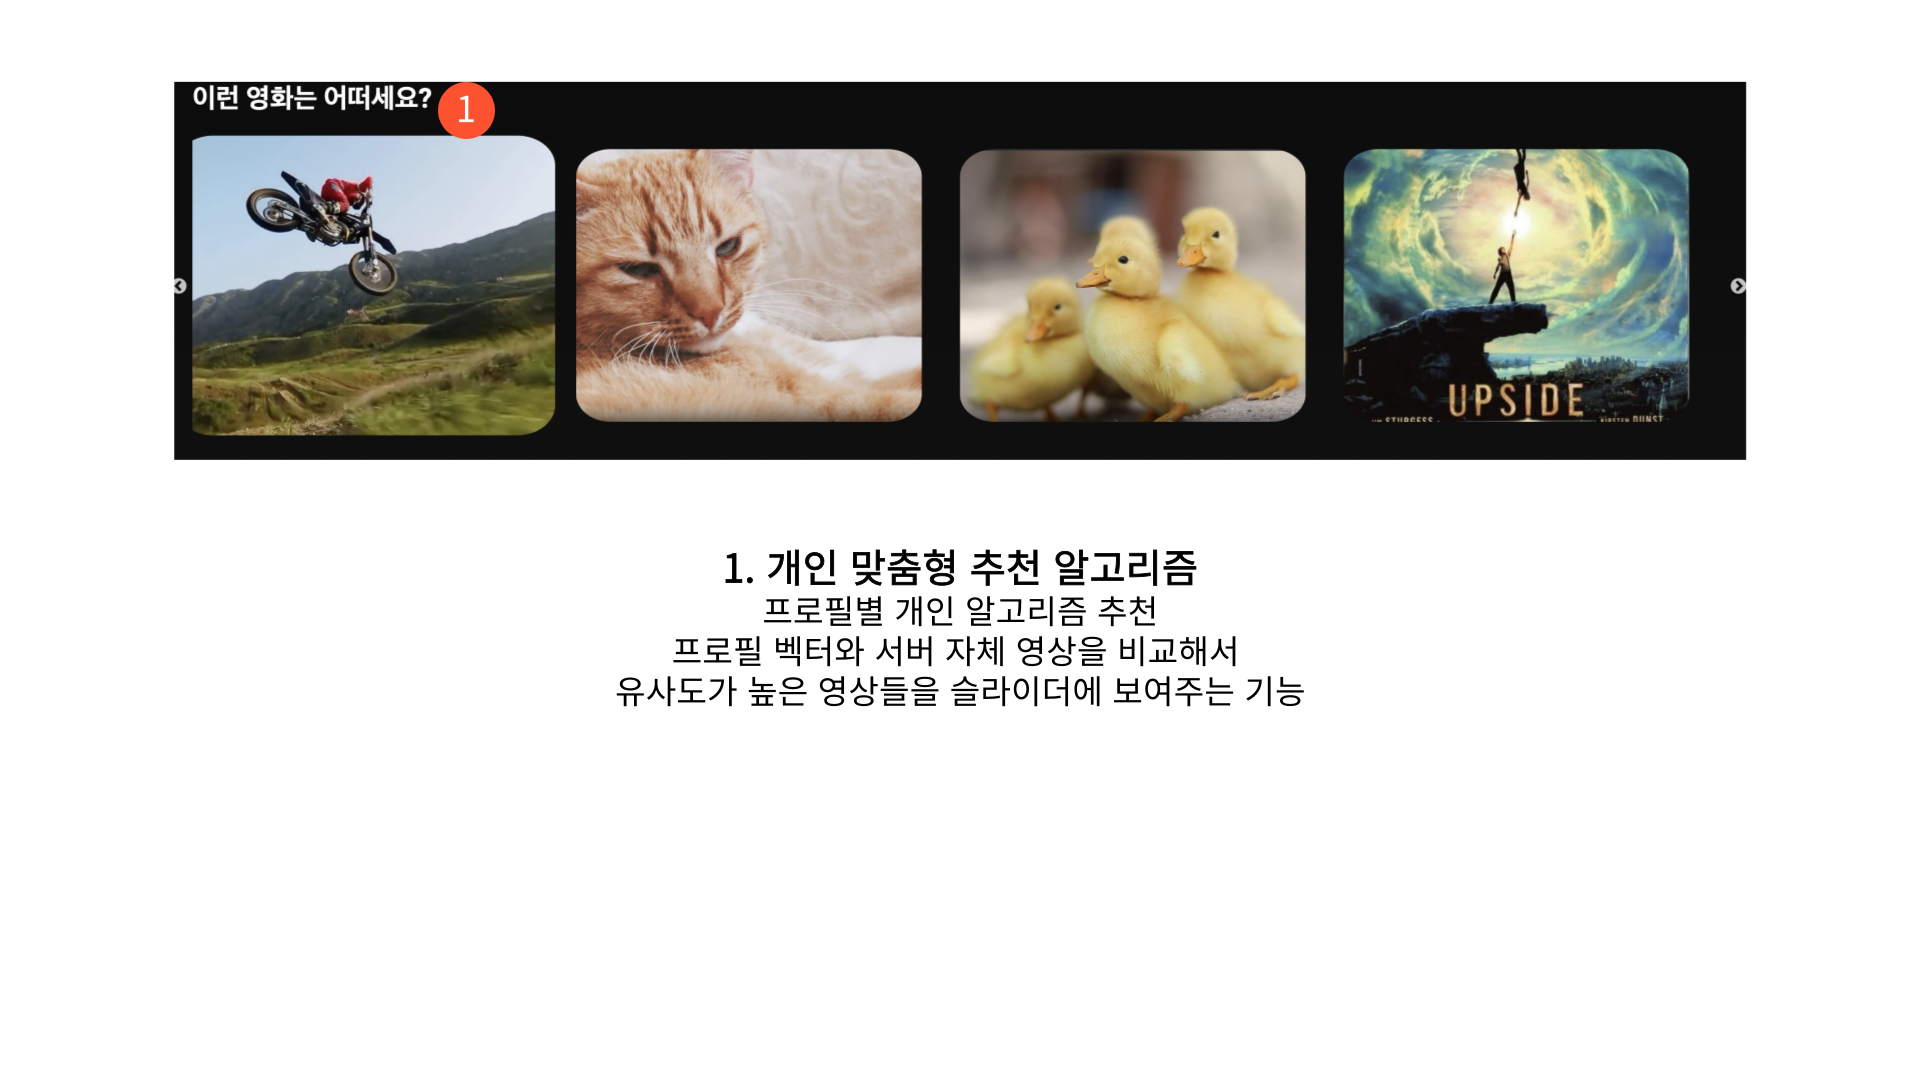 이런 영화는 어떠세요?
1
UPSIDE
STURGESS
KIRSTEN DUNST
1. 개인 맞춤형 추천 알고리즘
프로필별 개인 알고리즘 추천
프로필 벡터와 서버 자체 영상을 비교해서
유사도가 높은 영상들을 슬라이더에 보여주는 기능